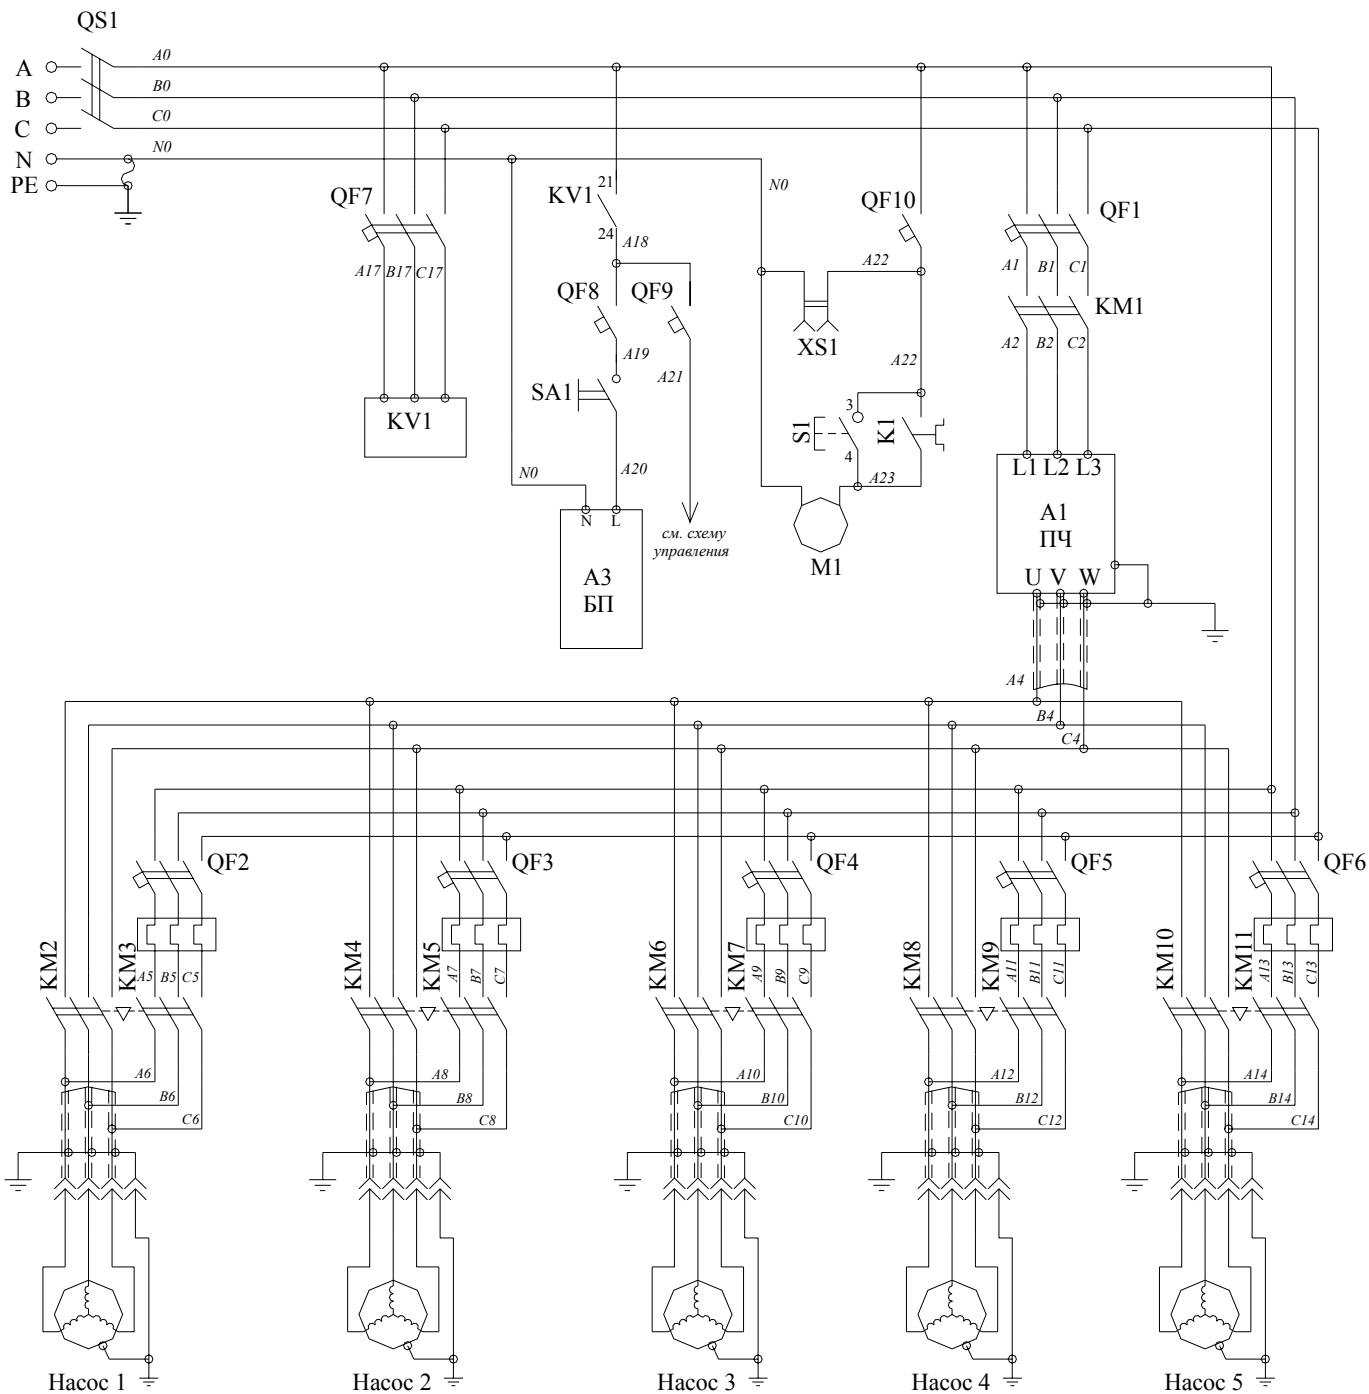 QS1
A
A0
B
B0
C
C0
N
N0
PE
QF7
KV1
21
24
A18
N0
QF10
QF1
A17
B17
C17
A22
A1
B1
C1
QF8
QF9
KM1
XS1
A19
A21
A22
A2
B2
C2
SA1
KV1
3
S1
4
K1
A20
A23
N0
L1
L2
L3
N
L
см. схему
управления
А1
ПЧ
M1
А3
БП
U
V
W
A4
B4
C4
QF2
QF3
QF4
QF5
QF6
KM2
KM3
A5
B5
C5
KM4
KM5
A7
B7
C7
KM6
KM7
A9
B9
C9
KM8
KM9
A11
B11
C11
KM10
KM11
A13
B13
C13
A6
A8
A10
A12
A14
B6
B8
B10
B12
B14
C6
C8
C10
C12
C14
Насос 1
Насос 2
Насос 3
Насос 4
Насос 5